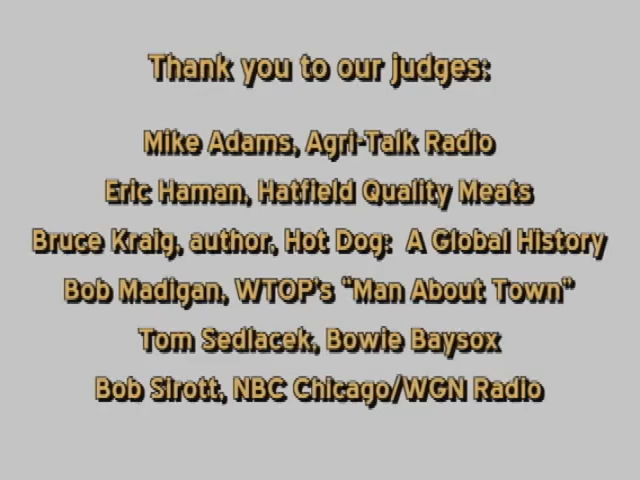 Thank you to our judges:
Mike Adams, Agri-Talk Radio
Eric Haman, Hatfield Quality Meats
Bruce Kraig, author, Hot Dog: A Global History
Bob Madigan, WTOP's "Man About Town"
Tom Sedlacek, Bowie Baysox
Bob Sirott, NBC Chicago/WGN Radio